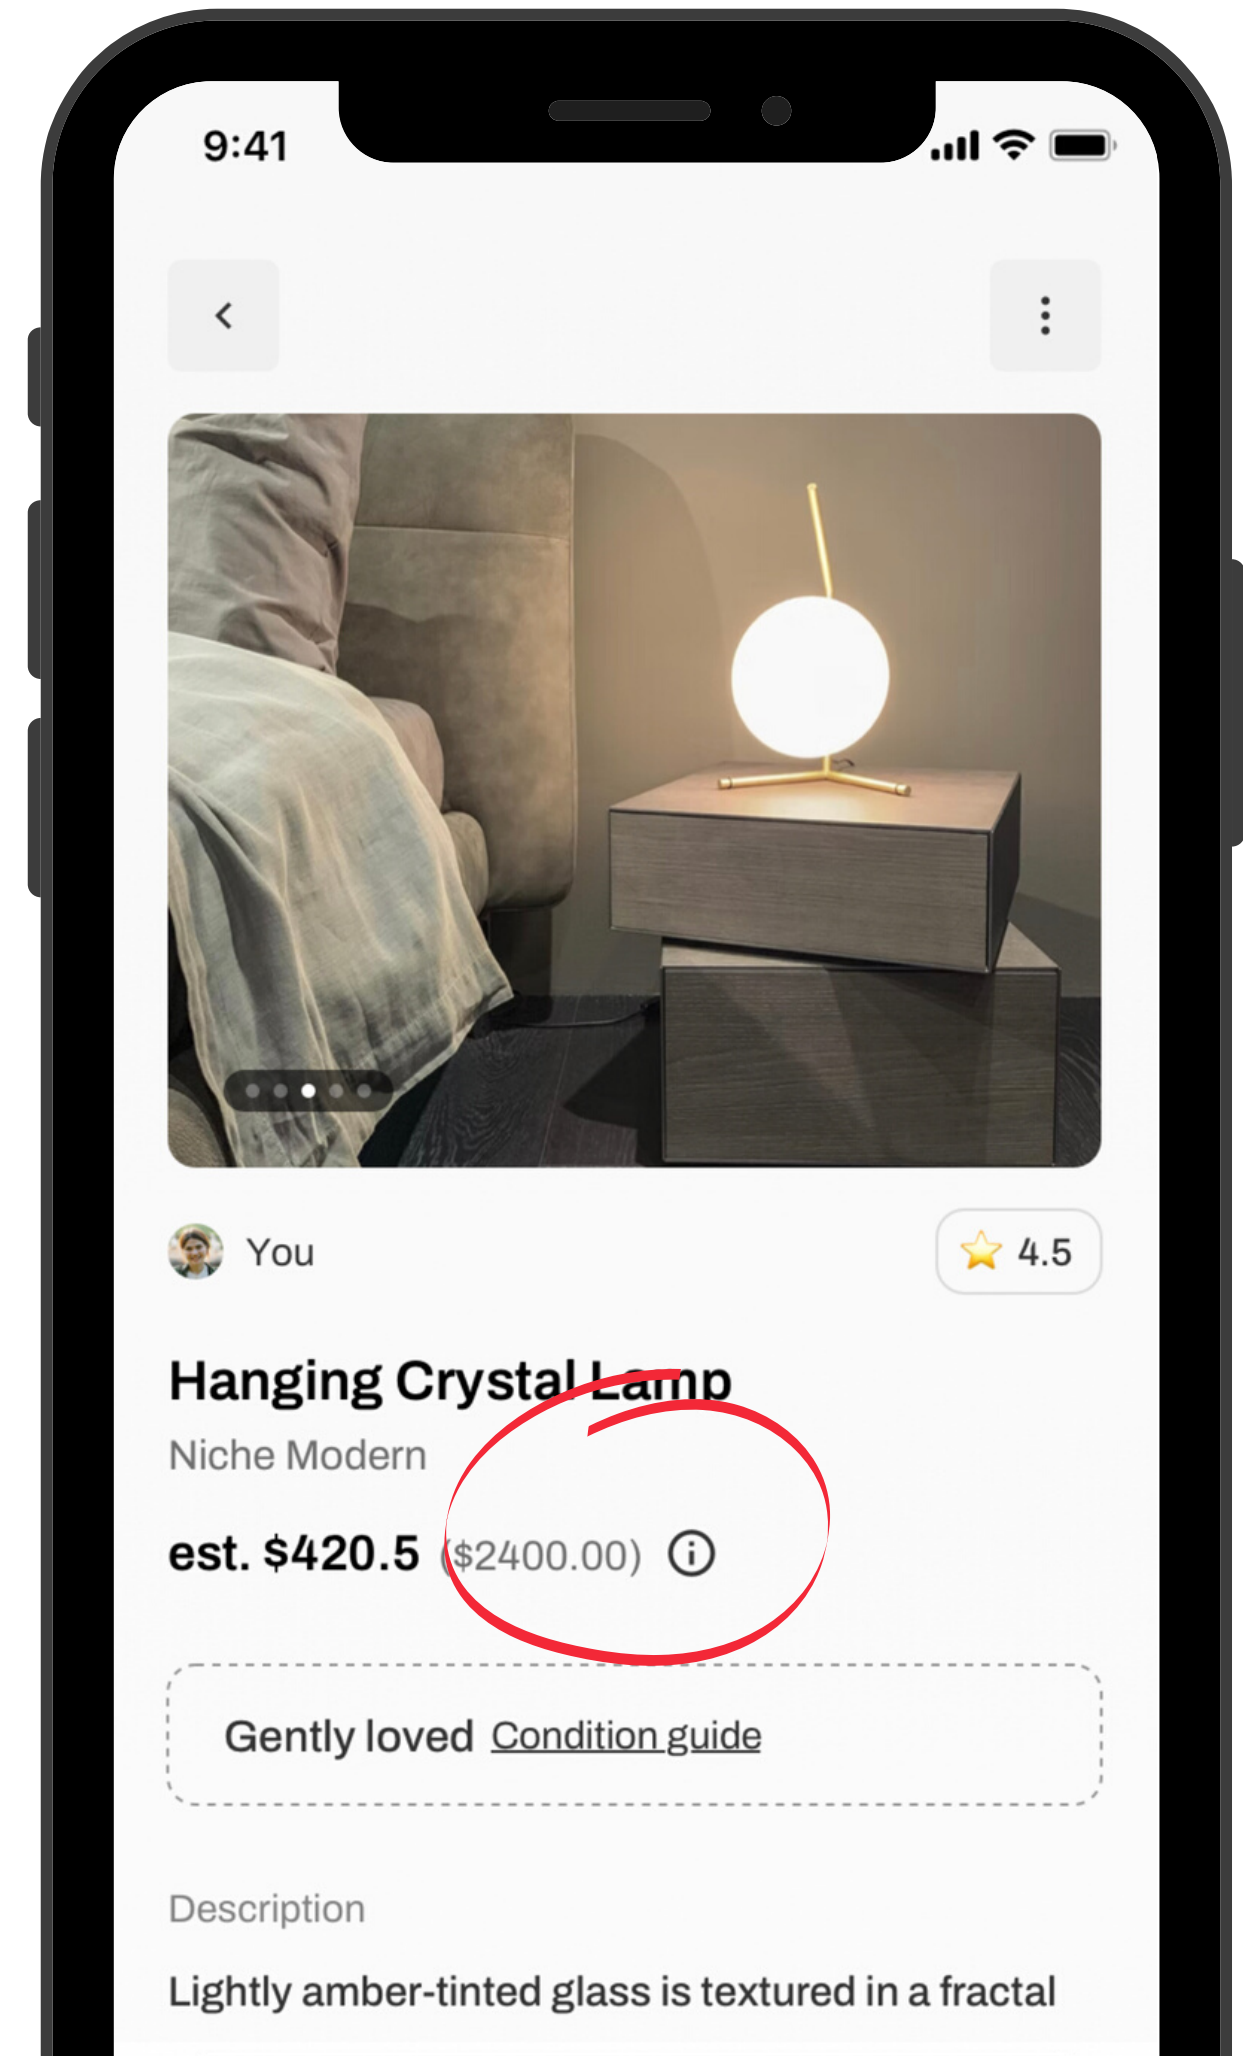 9:41
You
4.5
Hanging Crystal Lamp
Niche Modern
est. $420.5 ($2400.00)
Gently loved Condition guide
Description
Lightly amber-tinted glass is textured in a fractal